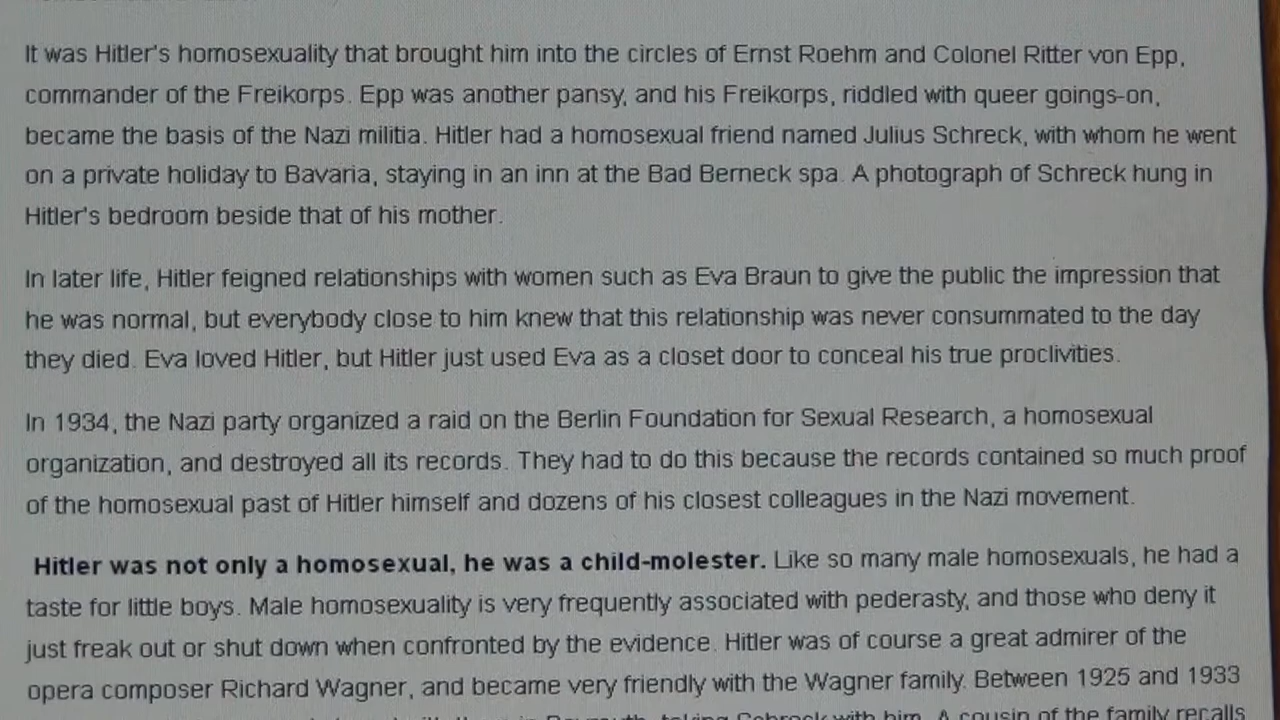 It was Hitler's homosexuality that brought him into the circles of Ernst Roehm and Colonel Ritter von Epp,
commander of the Freikorps. Epp was another pansy, and his Freikorps, riddled with queer goings-on,
became the basis of the Nazi militia. Hitler had a homosexual friend named Julius Schreck, with whom he went
on a private holiday to Bavaria, staying in an inn at the Bad Berneck spa. A photograph of Schreck hung in
Hitler's bedroom beside that of his mother.
In later life, Hitler feigned relationships with women such as Eva Braun to give the public the impression that
he was normal, but everybody close to him knew that this relationship was never consummated to the day
they died. Eva loved Hitler, but Hitler just used Eva as a closet door to conceal his true proclivities.
In 1934, the Nazi party organized a raid on the Berlin Foundation for Sexual Research, a homosexual
organization, and destroyed all its records. They had to do this because the records contained so much proof
of the homosexual past of Hitler himself and dozens of his closest colleagues in the Nazi movement.
Hitler was not only a homosexual, he was a child-molester. Like so many male homosexuals, he had a
taste for little boys. Male homosexuality is very frequently associated with pederasty, and those who deny it
just freak out or shut down when confronted by the evidence. Hitler was of course a great admirer of the
opera composer Richard Wagner, and became very friendly with the Wagner family. Between 1925 and 1933
with him. A cousin of the family recalls